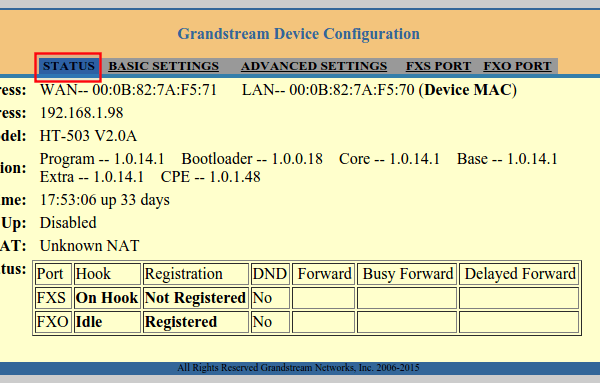 Grandstream Device Configuration
STATUS BASIC SETTINGS ADVANCED SETTINGS FXS PORT FXO PORT
ress: WAN-- 00:0B:82:7A:F5:71 LAN-- 00:0B:82:7A:F5:70 (Device MAC)
ress: 192.168.1.98
del: HT-503 V2.0A
ion: Program -- 1.0.14.1 Bootloader -- 1.0.0.18 Core -- 1.0.14.1 Base -- 1.0.14.1
Extra -- 1.0.14.1 CPE -- 1.0.1.48
me: 17:53:06 up 33 days
Up: Disabled
AT: Unknown NAT
tus: Port Hook Registration DND Forward Busy Forward Delayed Forward
FXS On Hook Not Registered No
FXO Idle Registered No
All Rights Reserved Grandstream Networks, Inc. 2006-2015